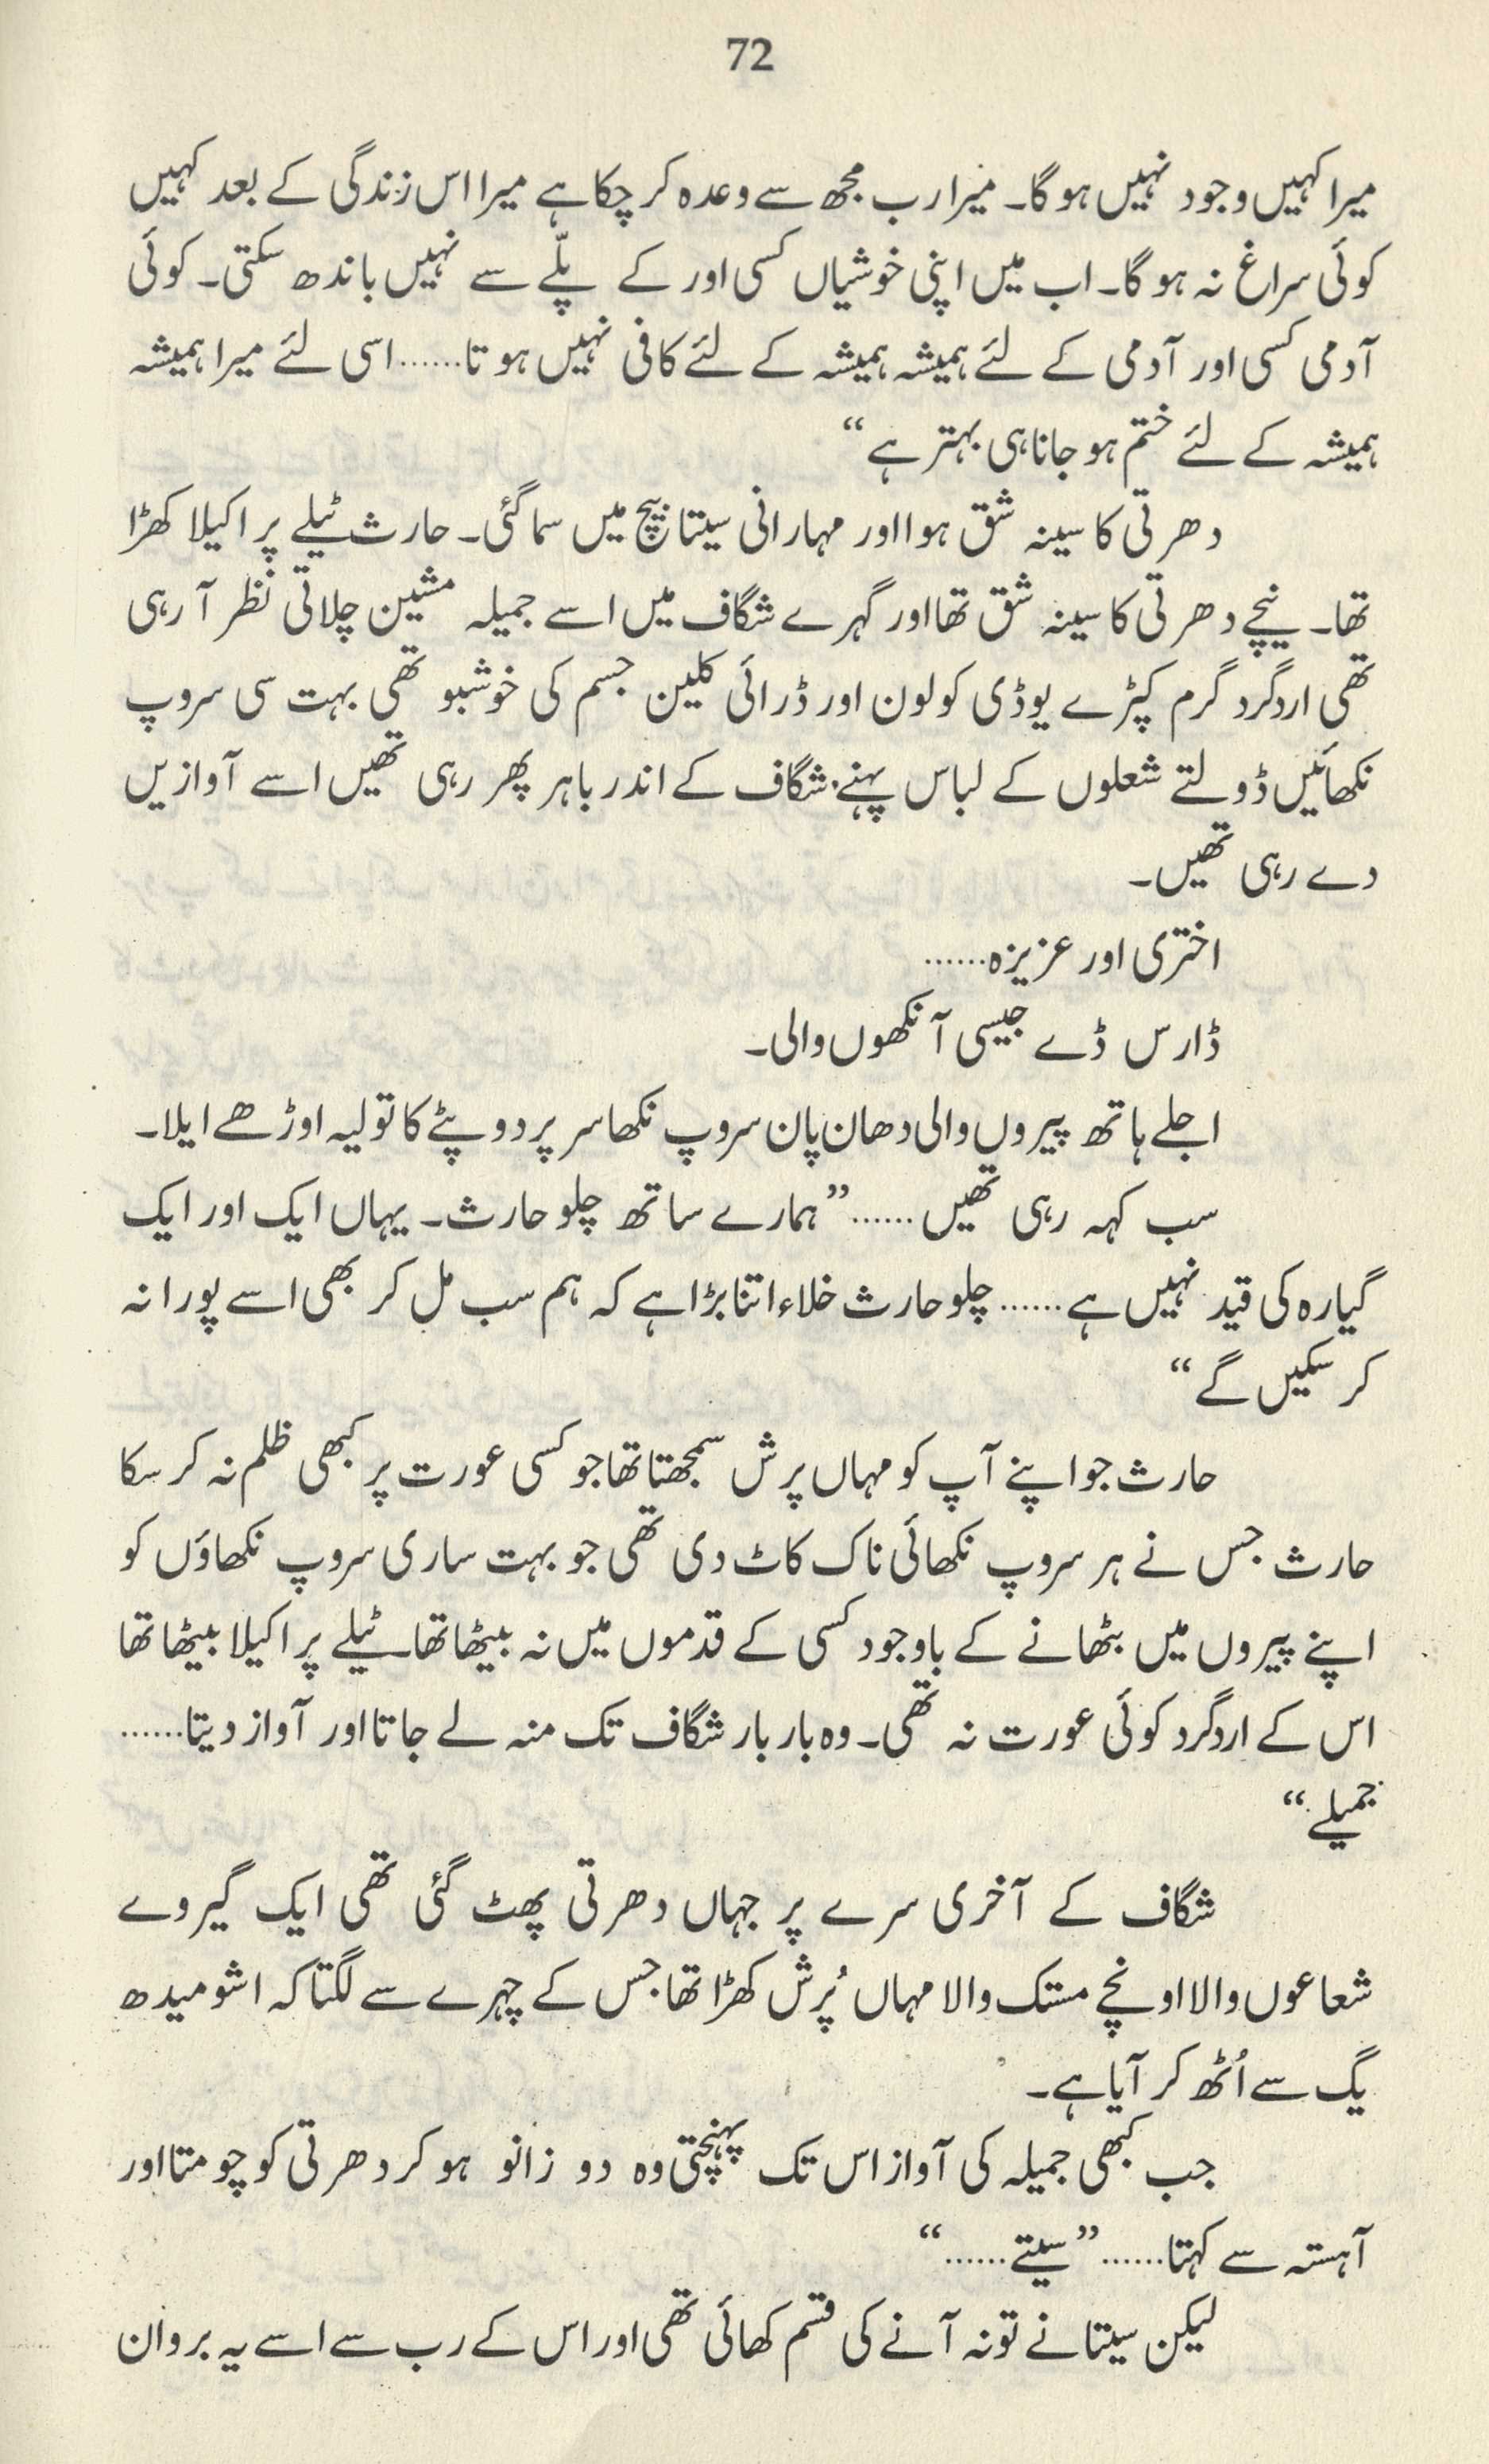 72
میرا کہیں وجود نہیں ہوگا۔ میرا رب مجھ سے وعدہ کر چکا ہے میرا اس زندگی کے بعد کہیں
کوئی سراغ نہ ہوگا۔ اب میں اپنی خوشیاں کسی اور کے پلّے سے نہیں باندھ سکتی۔ کوئی
آدمی کسی اور آدمی کے لئے ہمیشہ ہمیشہ کے لئے کافی نہیں ہوتا......اسی لئے میرا ہمیشہ
ہمیشہ کے لئے ختم ہو جانا ہی بہتر ہے“
دھرتی کا سینہ شق ہوا اور مہارانی سیتا بیچ میں سما گئی۔ حارث ٹیلے پر اکیلا کھڑا
تھا۔ نیچے دھرتی کا سینہ شق تھا اور گہرے شگاف میں اسے جمیلہ مشین چلاتی نظر آ رہی
تھی اردگرد گرم کپڑے یوڈی کولون اور ڈرائی کلین جسم کی خوشبو تھی بہت سی سروپ
نکھائیں ڈولتے شعلوں کے لباس پہنے شگاف کے اندر باہر پھر رہی تھیں اسے آوازیں
دے رہی تھیں۔
اختری اور عزیزہ......
ڈارس ڈے جیسی آنکھوں والی۔
اجلے ہاتھ پیروں والی دھان پان سروپ نکھا سر پر دوپٹے کا تولیہ اوڑھے ایلا۔
سب کہہ رہی تھیں......”ہمارے ساتھ چلو حارث۔ یہاں ایک اور ایک
گیارہ کی قید نہیں ہے......چلو حارث خلاء اتنا بڑا ہے کہ ہم سب مل کر بھی اسے پورا نہ
کر سکیں گے“
حارث جو اپنے آپ کو مہاں پرش سمجھتا تھا جو کسی عورت پر کبھی ظلم نہ کر سکا
حارث جس نے ہر سروپ نکھائی ناک کاٹ دی تھی جو بہت ساری سروپ نکھاؤں کو
اپنے پیروں میں بٹھانے کے باوجود کسی کے قدموں میں نہ بیٹھا تھا ٹیلے پر اکیلا بیٹھا تھا
اس کے اردگرد کوئی عورت نہ تھی۔ وہ بار بار شگاف تک منہ لے جاتا اور آواز دیتا......
جمیلے“
شگاف کے آخری سرے پر جہاں دھرتی پھٹ گئی تھی ایک گیروے
شعاعوں والا اونچے مستک والا مہاں پُرش کھڑا تھا جس کے چہرے سے لگتا کہ اشومیدھ
یگ سے اُٹھ کر آیا ہے۔
جب کبھی جمیلہ کی آواز اس تک پہنچتی وہ دو زانو ہو کر دھرتی کو چومتا اور
آہستہ سے کہتا......”سیتے......“
لیکن سیتا نے تو نہ آنے کی قسم کھائی تھی اور اس کے رب سے اسے یہ بروان